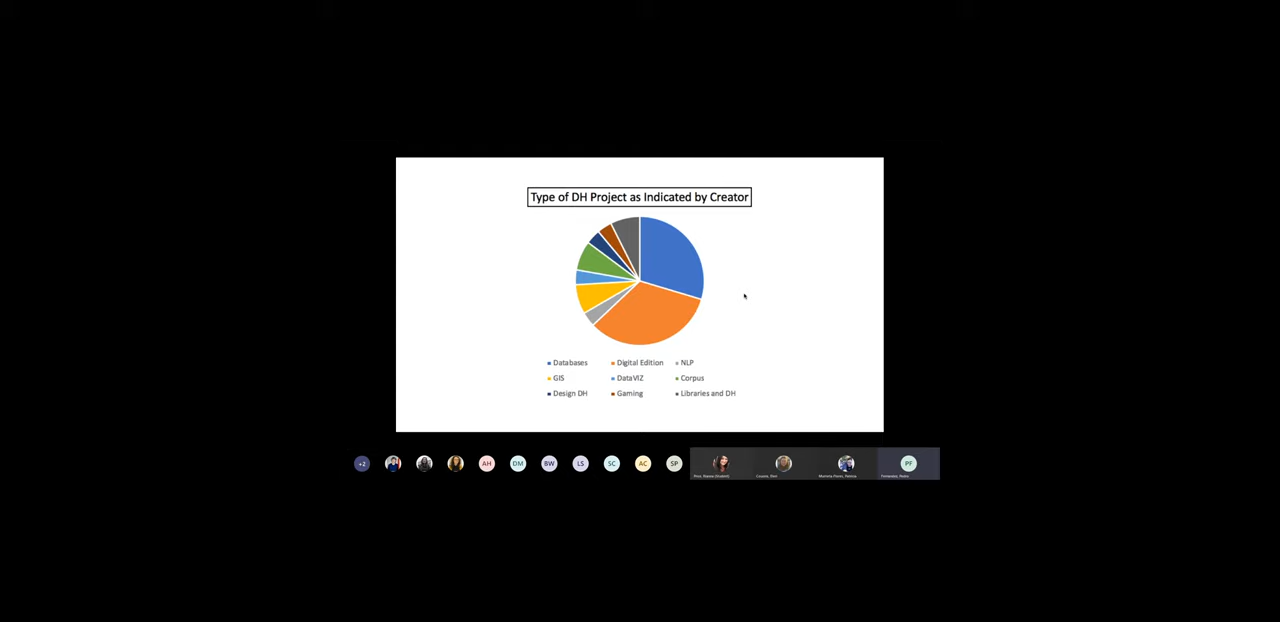 Type of DH Project as Indicated by Creator
Databases Digital Edition NLP
GIS DataVIZ Corpus
Design DH Gaming Libraries and DH
+2 AH DM BW LS SC AC SP PF